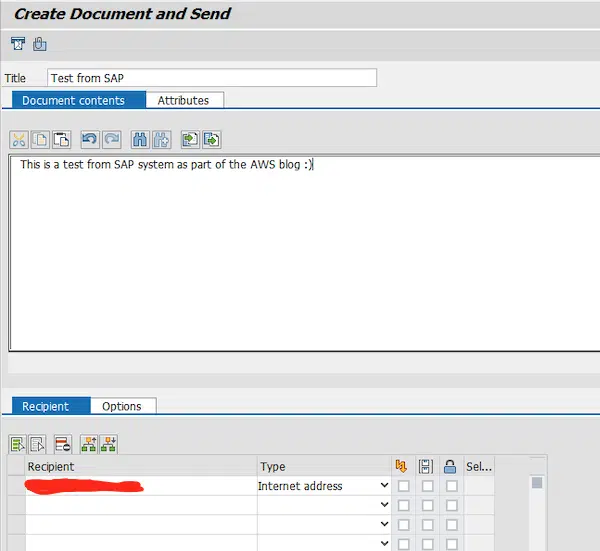 Create Document and Send
Title Test from SAP
Document contents Attributes
This is a test from SAP system as part of the AWS blog :)
Recipient Options
Recipient Type Sel...
Internet address